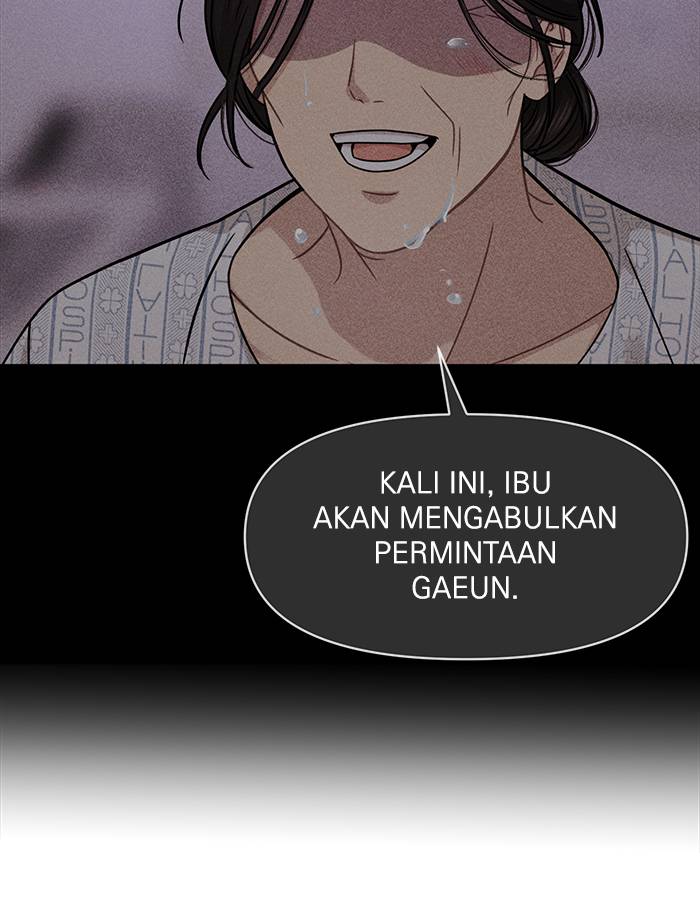 KALI INI, IBU
AKAN MENGABULKAN
PERMINTAAN
GAEUN.